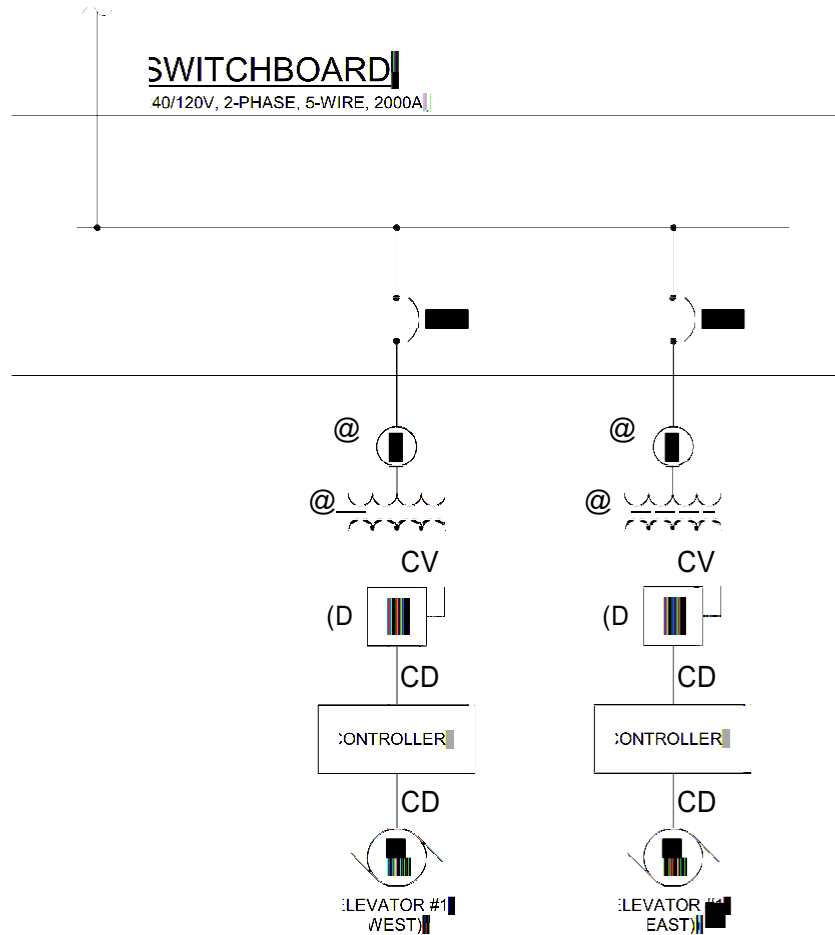 SWITCHBOARD
40/120V, 2-PHASE, 5-WIRE, 2000A
@ @
@ @
CV CV
(D (D
CD CD
CONTROLLER CONTROLLER
CD CD
ELEVATOR #1 ELEVATOR
WEST) EAST)